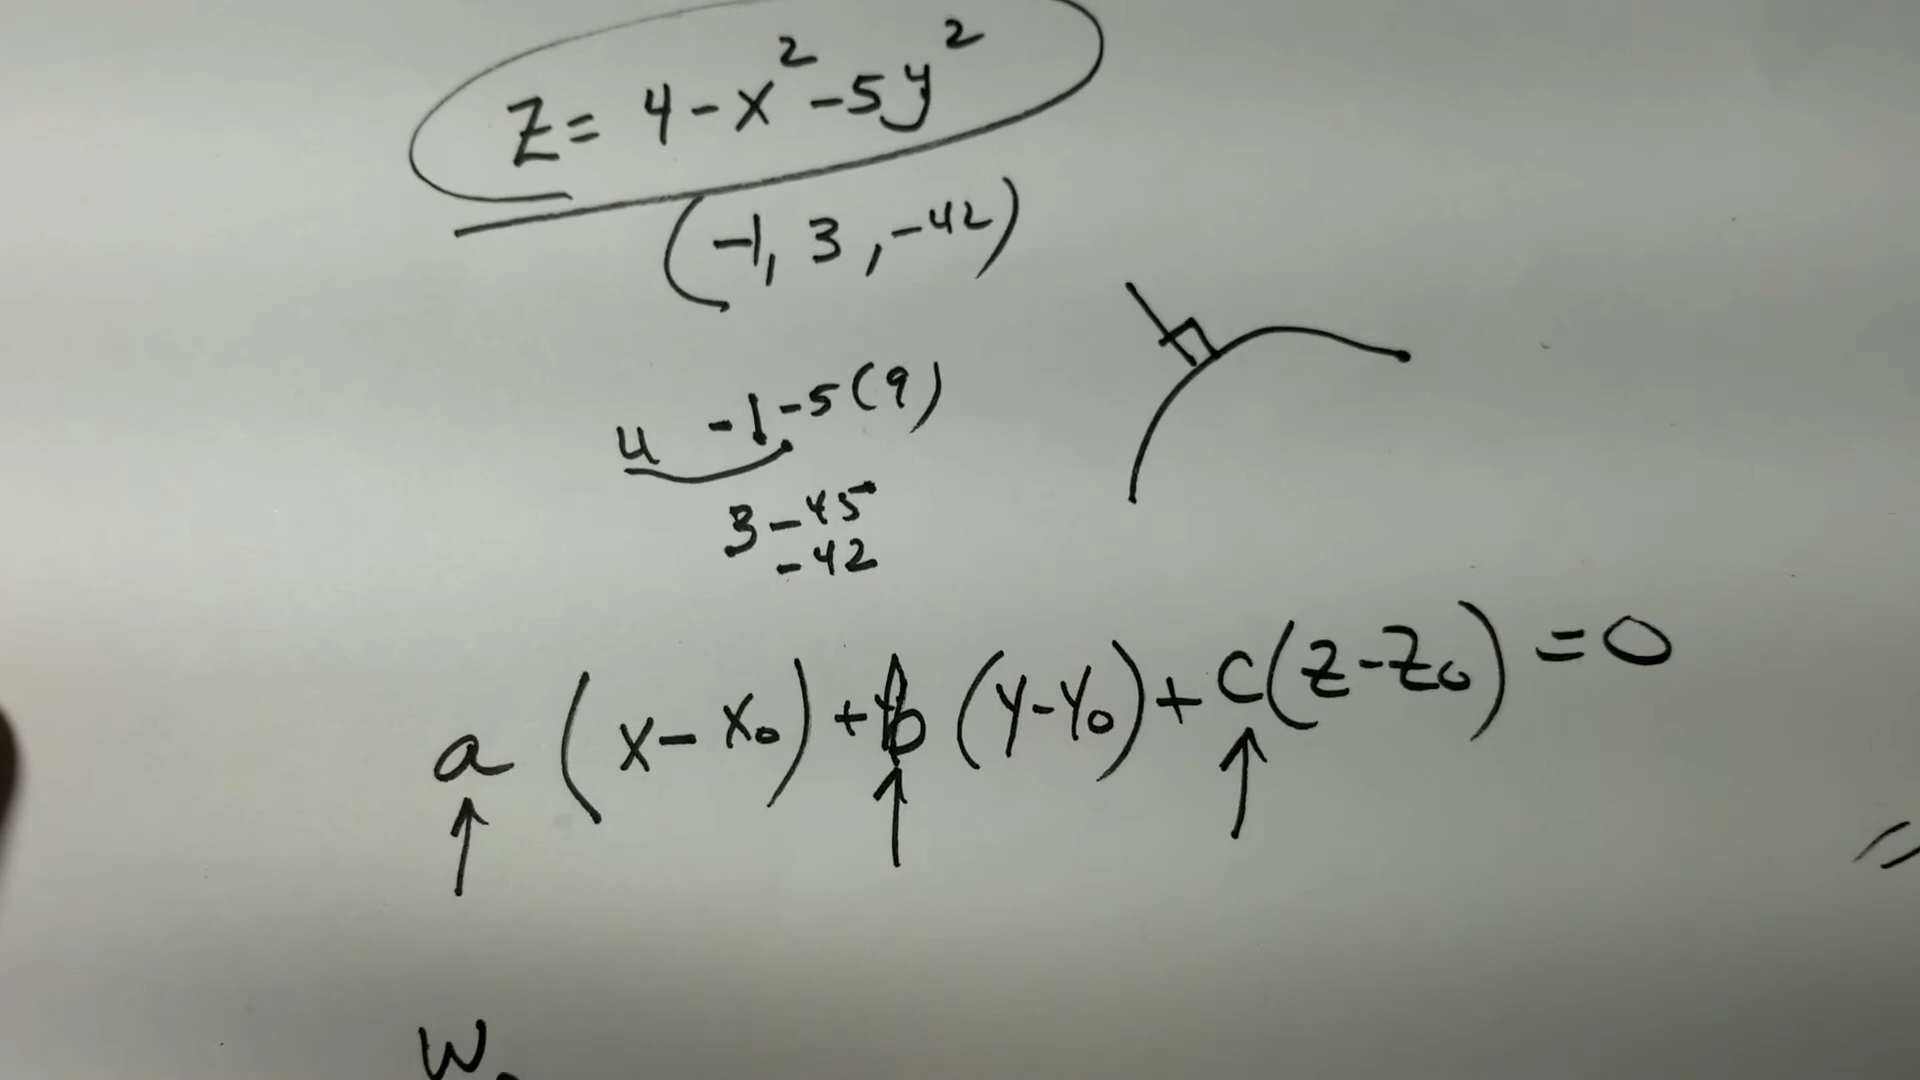 z = 4 - x² - 5y²
(-1, 3, -42)
4 - 1 - 5(9)
3 - 45
- 42
a (x - x₀) + b (y - y₀) + c (z - z₀) = 0
W